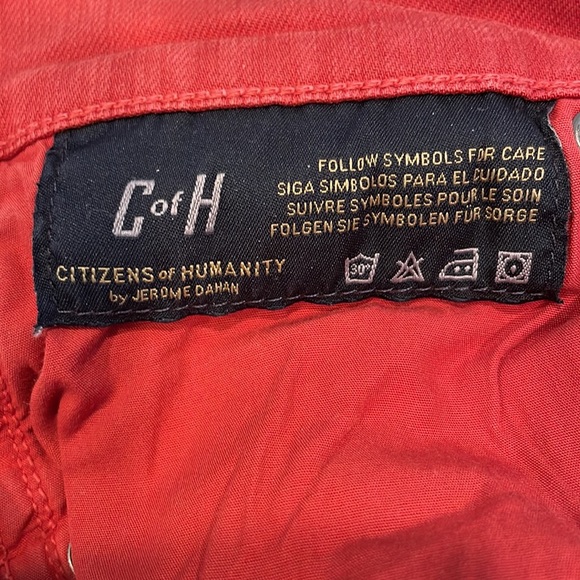 C of H
CITIZENS of HUMANITY
by JEROME DAHAN
FOLLOW SYMBOLS FOR CARE
SIGA SIMBOLOS PARA EL CUIDADO
SUIVRE SYMBOLES POUR LE SOIN
FOLGEN SIE SYMBOLEN FÜR SORGE
30°